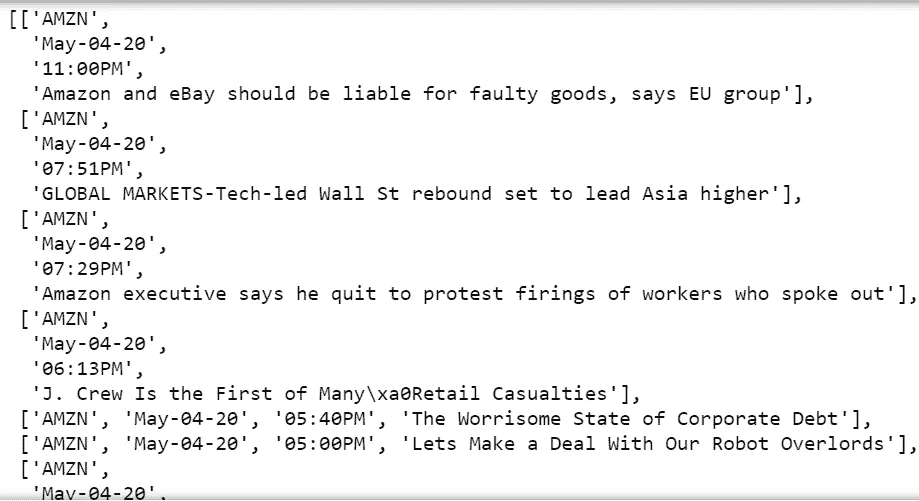 [['AMZN',
'May-04-20',
'11:00PM',
'Amazon and eBay should be liable for faulty goods, says EU group'],
['AMZN',
'May-04-20',
'07:51PM',
'GLOBAL MARKETS-Tech-led Wall St rebound set to lead Asia higher'],
['AMZN',
'May-04-20',
'07:29PM',
'Amazon executive says he quit to protest firings of workers who spoke out'],
['AMZN',
'May-04-20',
'06:13PM',
'J. Crew Is the First of Many\xa0Retail Casualties'],
['AMZN', 'May-04-20', '05:40PM', 'The Worrisome State of Corporate Debt'],
['AMZN', 'May-04-20', '05:00PM', 'Lets Make a Deal With Our Robot Overlords'],
['AMZN',
'May-04-20',